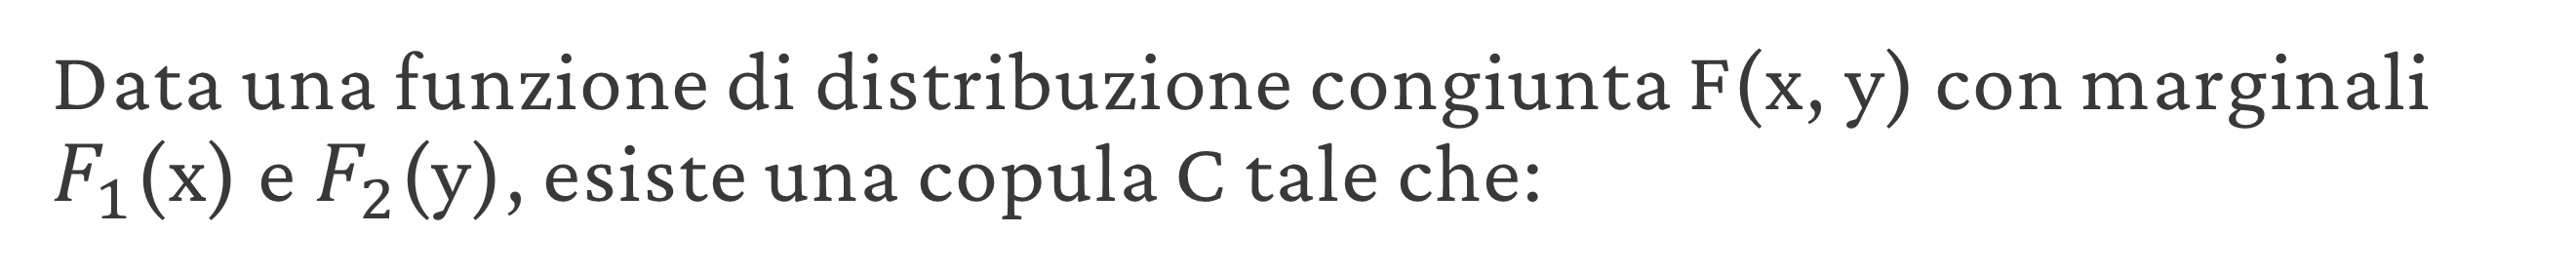 Data una funzione di distribuzione congiunta F(x, y) con marginali
F₁(x) e F₂(y), esiste una copula C tale che: